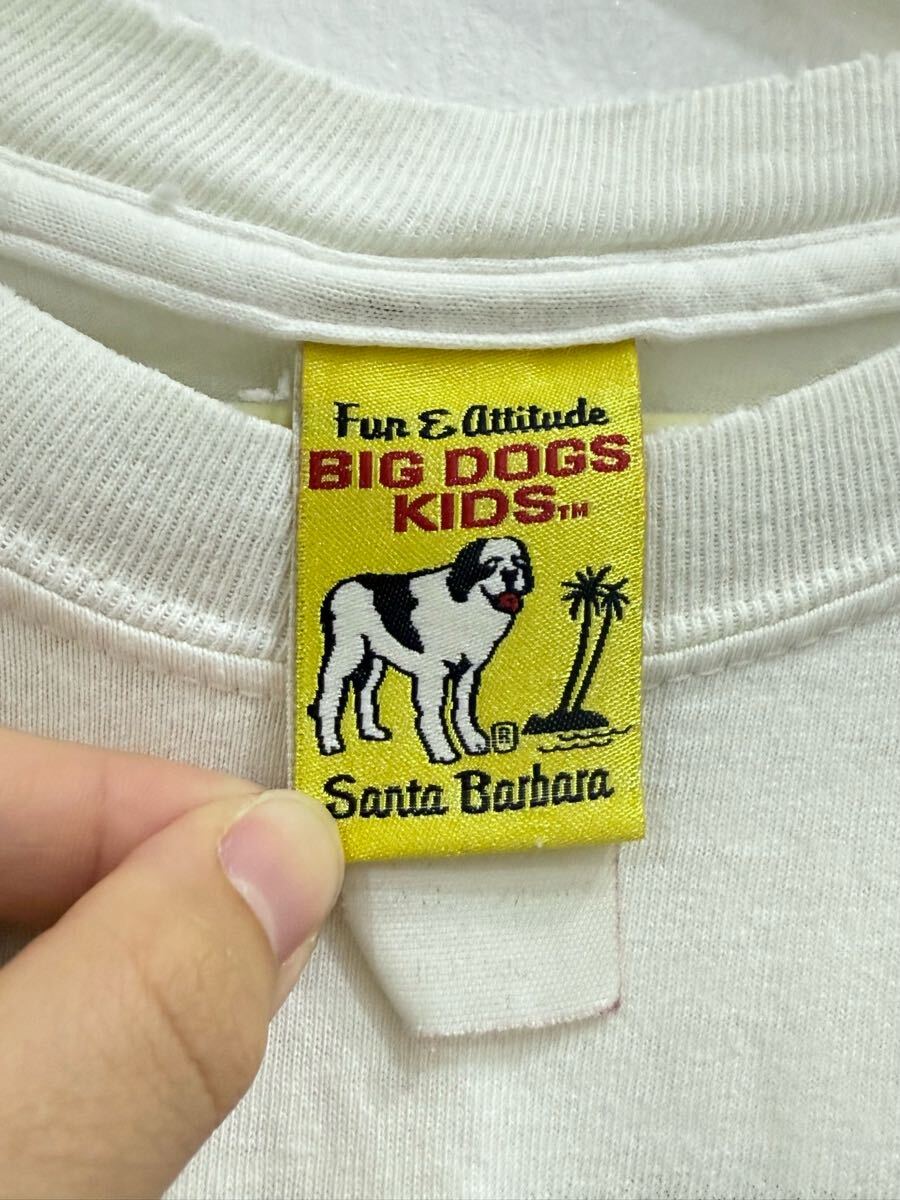 Fun & Attitude
BIG DOGS
KIDS™
®
Santa Barbara